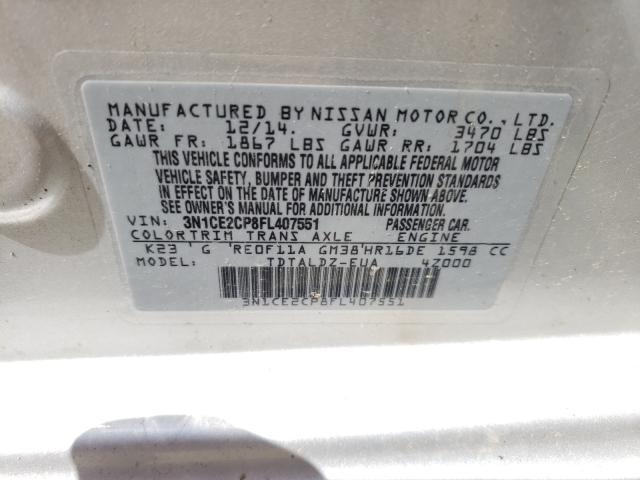 MANUFACTURED BY NISSAN MOTOR CO., LTD.
DATE: 12/14. GVWR: 3470 LBS
GAWR FR: 1867 LBS GAWR RR: 1704 LBS
THIS VEHICLE CONFORMS TO ALL APPLICABLE FEDERAL MOTOR
VEHICLE SAFETY, BUMPER AND THEFT PREVENTION STANDARDS
IN EFFECT ON THE DATE OF MANUFACTURE SHOWN ABOVE.
SEE OWNER'S MANUAL FOR ADDITIONAL INFORMATION
VIN: 3N1CE2CP8FL407551 PASSENGER CAR.
COLOR TRIM TRANS AXLE ENGINE
K23 'G 'RE0F11A GM38'HR16DE 1598 CC
MODEL: TDTALDZ-EUA 4Z000
3N1CE2CP8FL407551